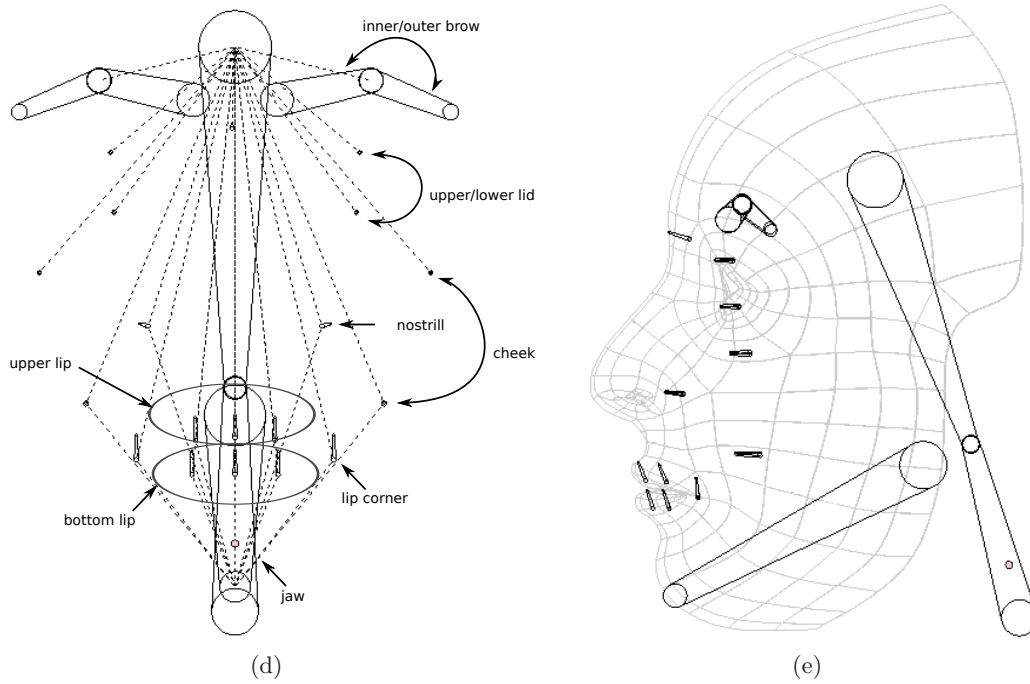 inner/outer brow
upper/lower lid
nostrill
cheek
upper lip
lip corner
bottom lip
jaw
(d)
(e)